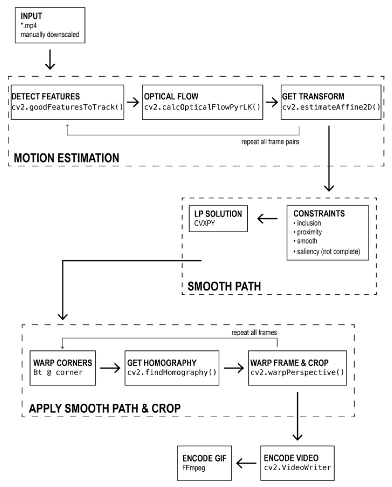 INPUT
*.mp4
manually downscaled
DETECT FEATURES
cv2.goodFeaturesToTrack()
OPTICAL FLOW
cv2.calcOpticalFlowPyrLK()
GET TRANSFORM
cv2.estimateAffine2D()
repeat all frame pairs
MOTION ESTIMATION
LP SOLUTION
CVXPY
CONSTRAINTS
• inclusion
• proximity
• smooth
• saliency (not complete)
SMOOTH PATH
repeat all frames
WARP CORNERS
Bt @ corner
GET HOMOGRAPHY
cv2.findHomography()
WARP FRAME & CROP
cv2.warpPerspective()
APPLY SMOOTH PATH & CROP
ENCODE GIF
FFmpeg
ENCODE VIDEO
cv2.VideoWriter